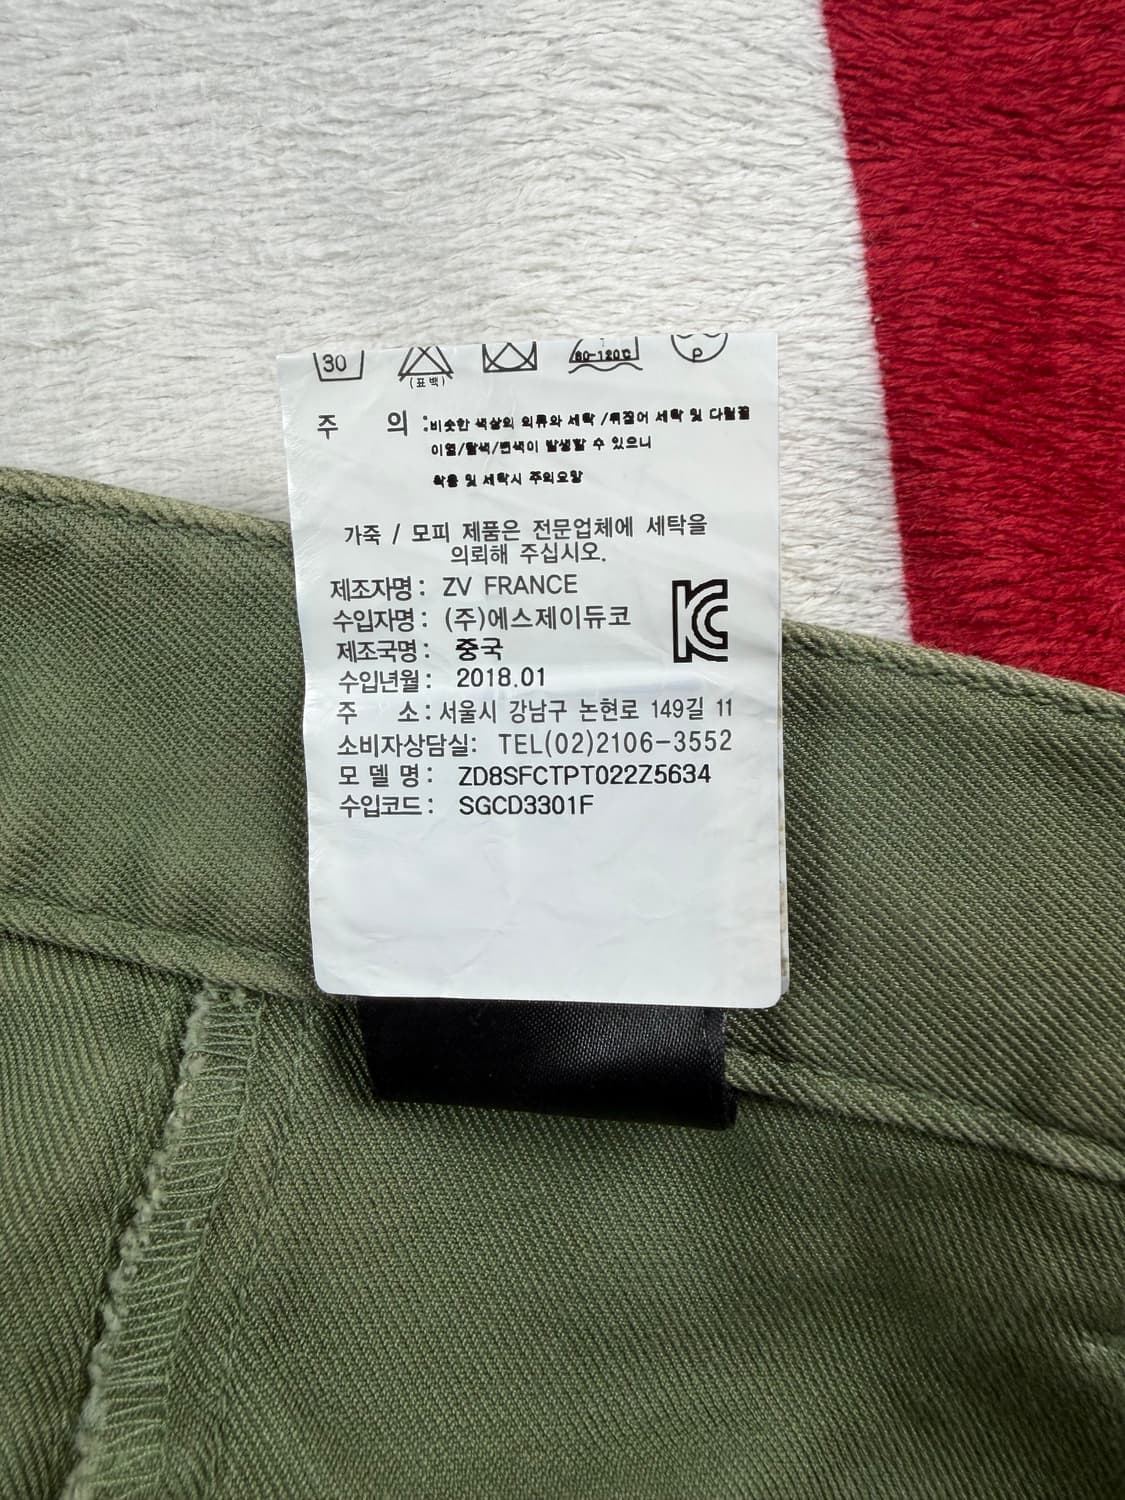 30
(표백)
80-120℃
P
주 의 : 비슷한 색상의 의류와 세탁 /뒤집어 세탁 및 다림질
이염/탈색/변색이 발생할 수 있으니
착용 및 세탁시 주의요망
가죽 / 모피 제품은 전문업체에 세탁을
의뢰해 주십시오.
제조자명 : ZV FRANCE
수입자명 : (주)에스제이듀코
제조국명 : 중국
수입년월 : 2018.01
주 소 : 서울시 강남구 논현로 149길 11
소비자상담실: TEL(02)2106-3552
모 델 명 : ZD8SFCTPT022Z5634
수입코드 : SGCD3301F